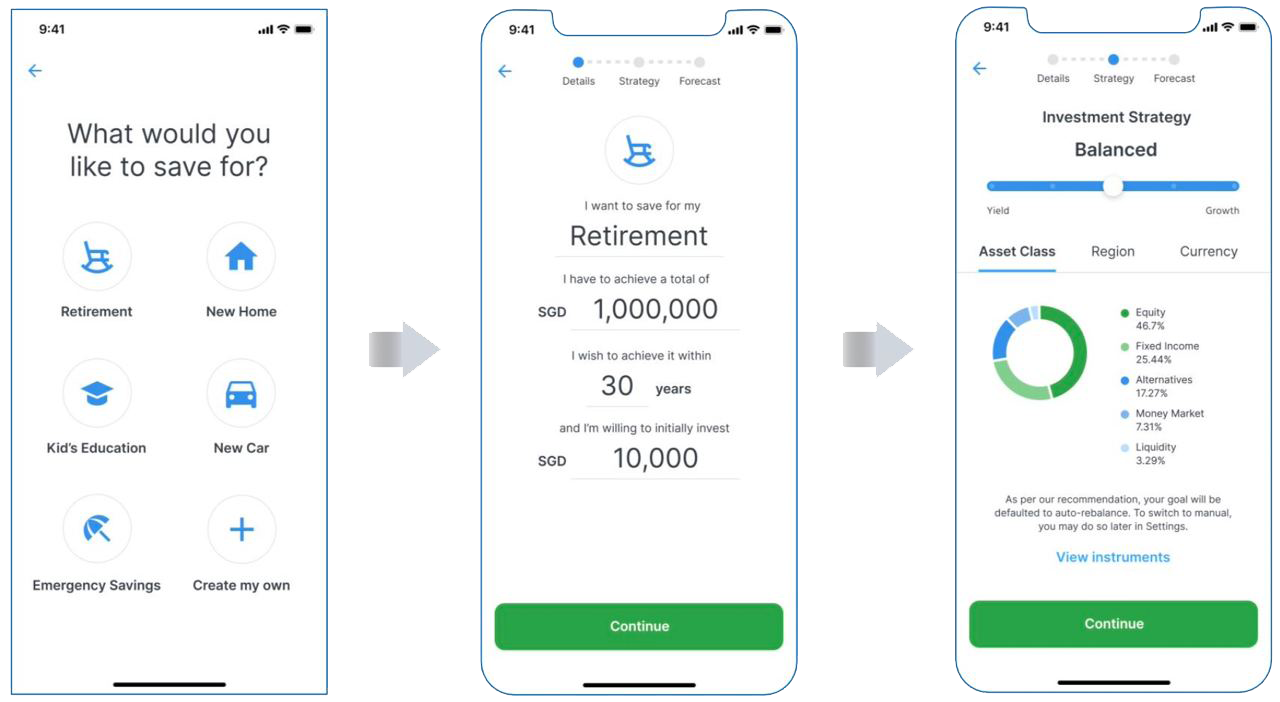 9:41
What would you
like to save for?
Retirement
New Home
Kid's Education
New Car
Emergency Savings
Create my own
9:41
Details
Strategy
Forecast
I want to save for my
Retirement
I have to achieve a total of
SGD 1,000,000
I wish to achieve it within
30 years
and I'm willing to initially invest
SGD 10,000
Continue
9:41
Details
Strategy
Forecast
Investment Strategy
Balanced
Yield
Growth
Asset Class
Region
Currency
Equity
46.7%
Fixed Income
25.44%
Alternatives
17.27%
Money Market
7.31%
Liquidity
3.29%
As per our recommendation, your goal will be
defaulted to auto-rebalance. To switch to manual,
you may do so later in Settings.
View instruments
Continue